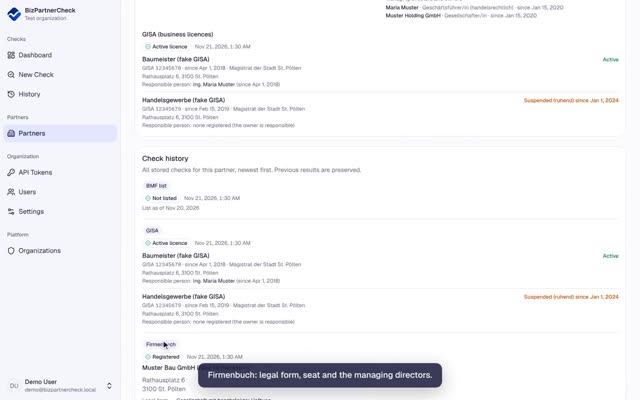 BizPartnerCheck
Test organization
Checks
Dashboard
New Check
History
Partners
Partners
Organization
API Tokens
Users
Settings
Platform
Organizations
DU
Demo User
demo@bizpartnercheck.local
Maria Muster · Geschäftsführer/in (handelsrechtlich) · since Jan 15, 2020
Muster Holding GmbH · Gesellschafter/in · since Jan 15, 2020
GISA (business licences)
Active licence Nov 21, 2026, 1:30 AM
Baumeister (fake GISA) Active
GISA 12345678 · since Apr 1, 2018 · Magistrat der Stadt St. Pölten
Rathausplatz 6, 3100 St. Pölten
Responsible person: Ing. Maria Muster (since Apr 1, 2018)
Handelsgewerbe (fake GISA) Suspended (ruhend) since Jan 1, 2024
GISA 12345679 · since Feb 15, 2019 · Magistrat der Stadt St. Pölten
Rathausplatz 6, 3100 St. Pölten
Responsible person: none registered (the owner is responsible)
Check history
All stored checks for this partner, newest first. Previous results are preserved.
BMF list
Not listed Nov 21, 2026, 1:30 AM
List as of Nov 20, 2026
GISA
Active licence Nov 21, 2026, 1:30 AM
Baumeister (fake GISA) Active
GISA 12345678 · since Apr 1, 2018 · Magistrat der Stadt St. Pölten
Rathausplatz 6, 3100 St. Pölten
Responsible person: Ing. Maria Muster (since Apr 1, 2018)
Handelsgewerbe (fake GISA) Suspended (ruhend) since Jan 1, 2024
GISA 12345679 · since Feb 15, 2019 · Magistrat der Stadt St. Pölten
Rathausplatz 6, 3100 St. Pölten
Responsible person: none registered (the owner is responsible)
Firmenbuch
Registered Nov 21, 2026, 1:30 AM
Muster Bau GmbH
Rathausplatz 6
3100 St. Pölten
Firmenbuch: legal form, seat and the managing directors.